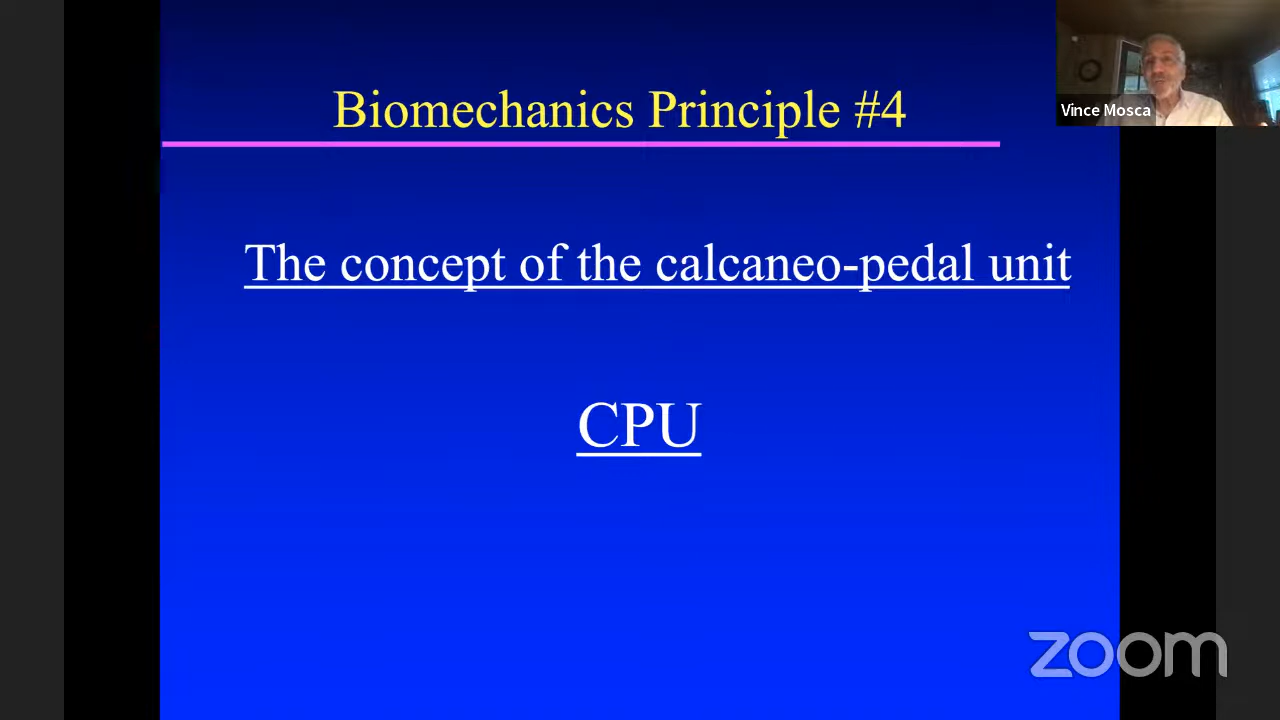 Biomechanics Principle #4
Vince Mosca
The concept of the calcaneo-pedal unit
CPU
zoom